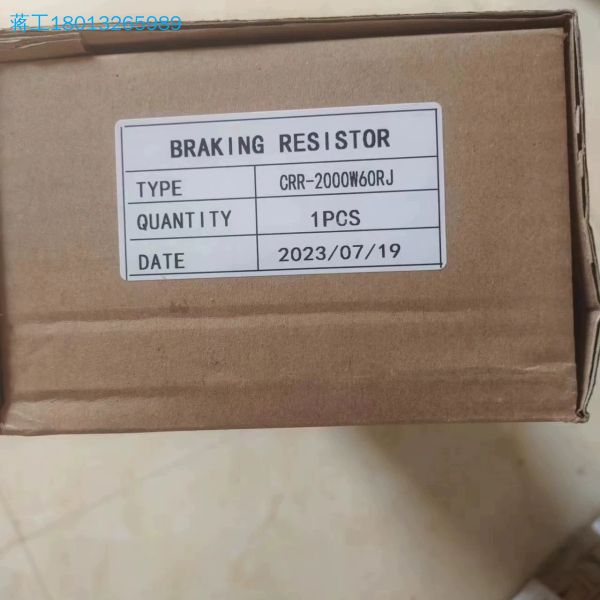 蒋工18013265989
BRAKING RESISTOR
TYPE CRR-2000W60RJ
QUANTITY 1PCS
DATE 2023/07/19